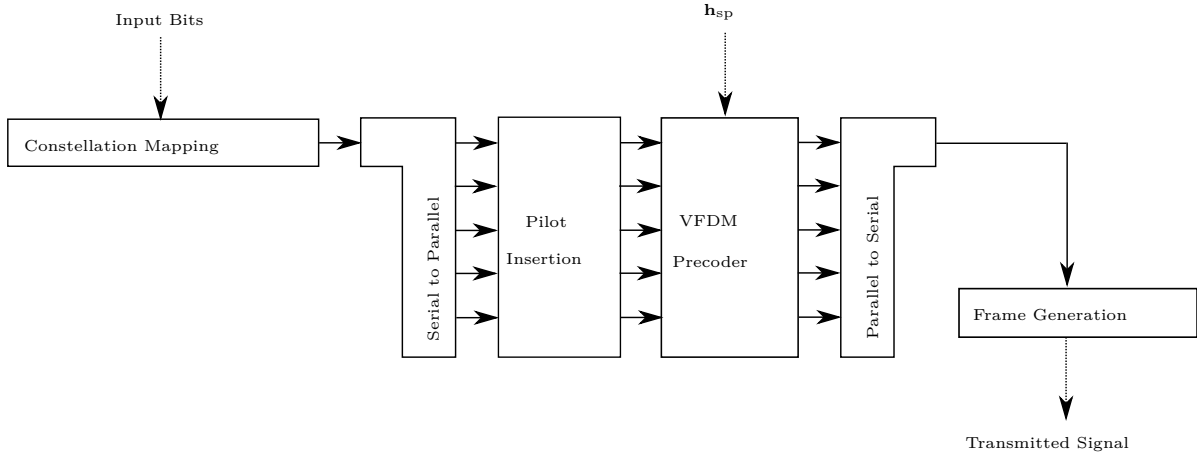 Input Bits
h_sp
Constellation Mapping
Serial to Parallel
Pilot
Insertion
VFDM
Precoder
Parallel to Serial
Frame Generation
Transmitted Signal